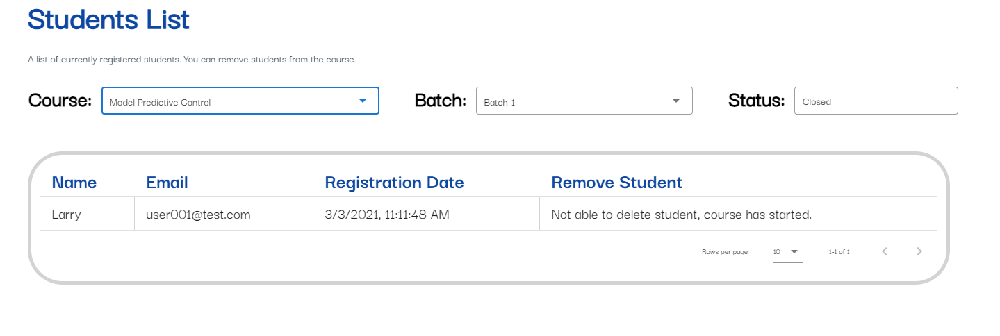 Students List
A list of currently registered students. You can remove students from the course.
Course: Model Predictive Control Batch: Batch-1 Status: Closed
Name Email Registration Date Remove Student
Larry user001@test.com 3/3/2021, 11:11:48 AM Not able to delete student, course has started.
Rows per page: 10 1-1 of 1